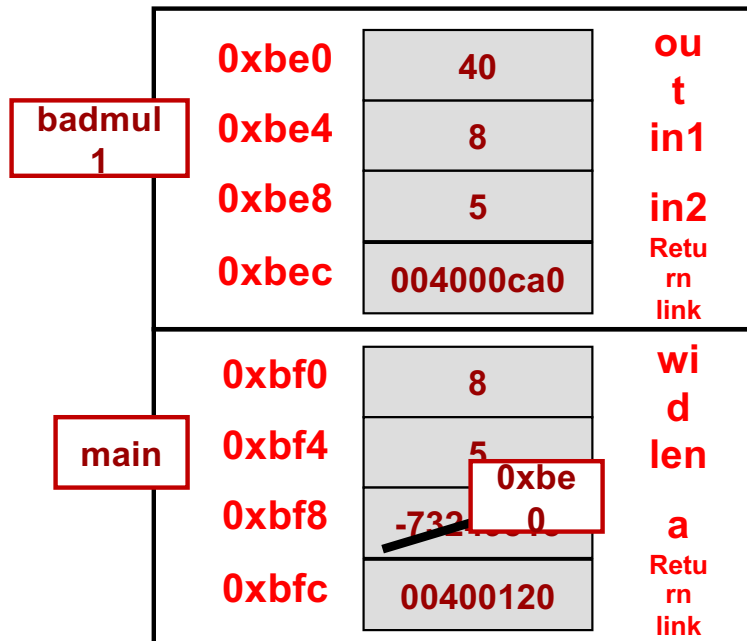 0xbe0 40 ou
t
badmul
1
0xbe4 8 in1
0xbe8 5 in2
0xbec 004000ca0 Retu
rn
link
0xbf0 8 wi
d
main
0xbf4 5 len
0xbe
0
0xbf8 a
0xbfc 00400120 Retu
rn
link